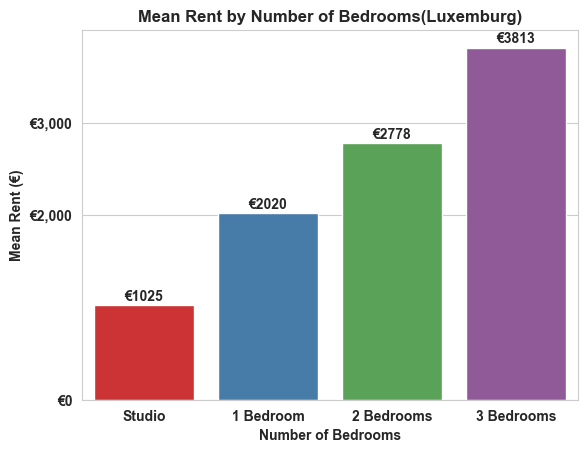 Mean Rent by Number of Bedrooms(Luxemburg)
€3813
€3,000
€2778
€2,000
€2020
€1025
€0
Mean Rent (€)
Studio
1 Bedroom
2 Bedrooms
3 Bedrooms
Number of Bedrooms